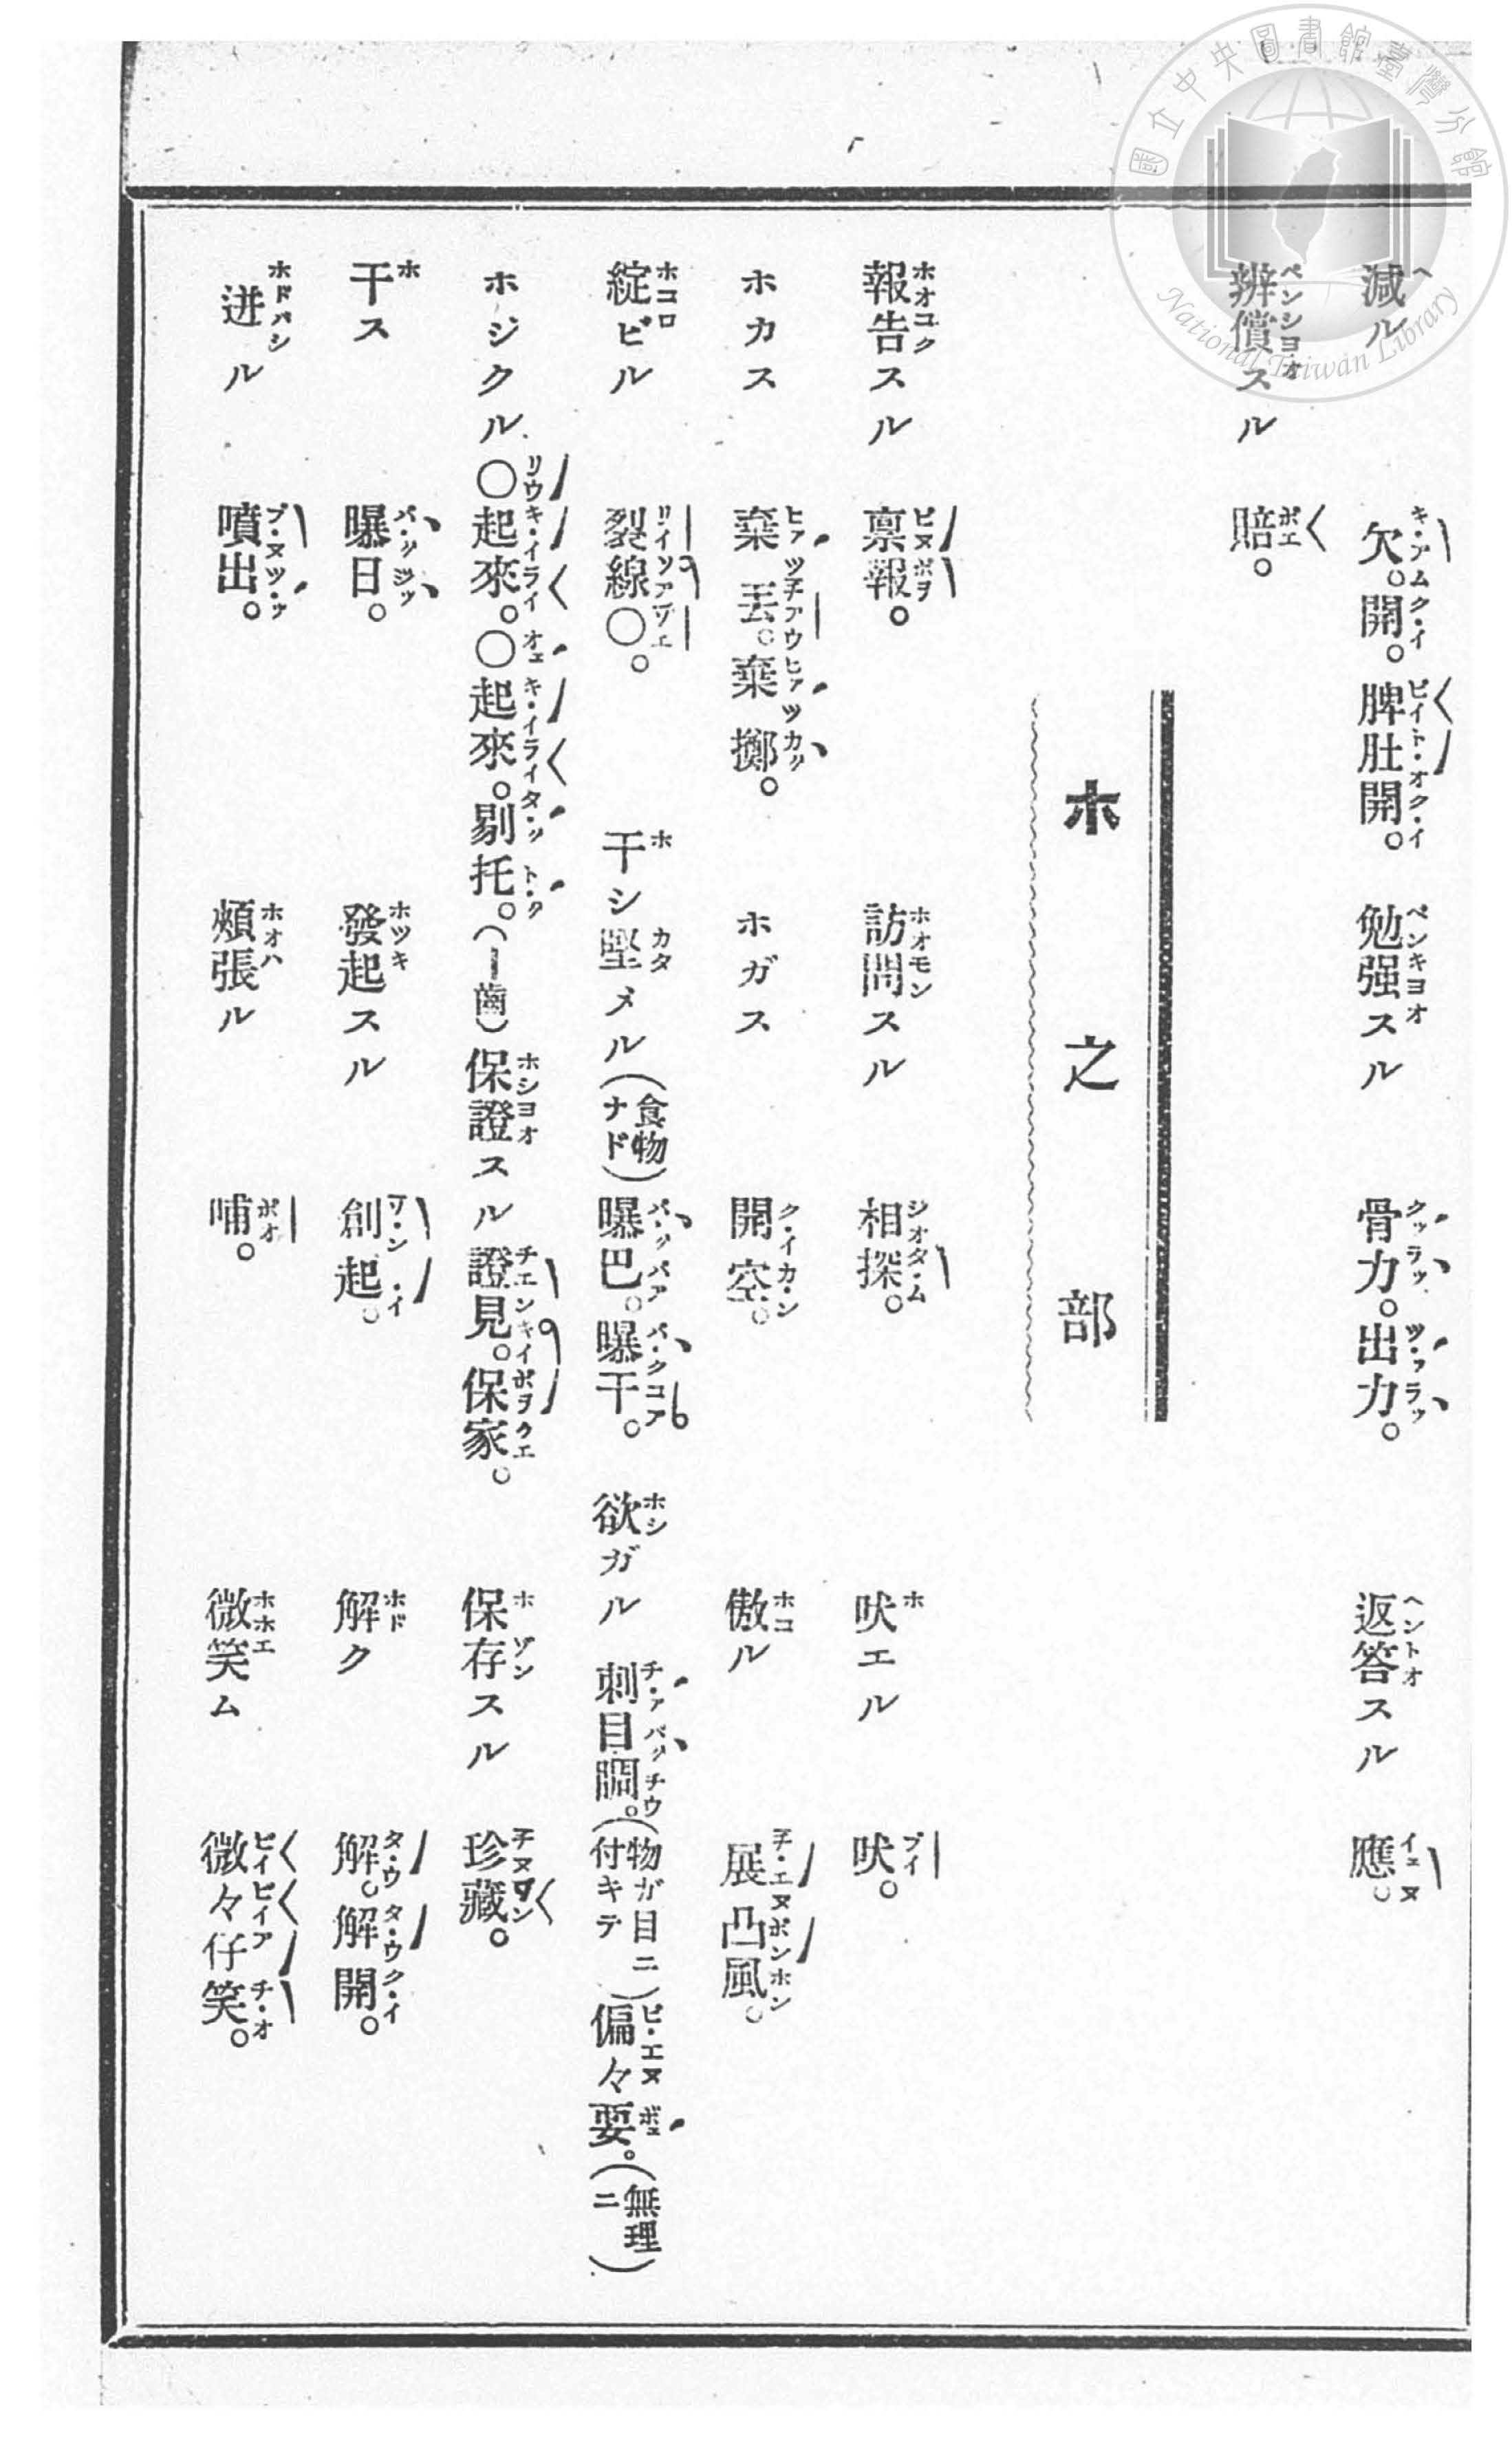 國立中央圖書館臺灣分館
National Taiwan Library
減ル 欠。開。脾肚開。 勉强スル 骨力。出力。 返答スル 應。
辨償スル 賠。
ホ之部
報告スル 禀報。 訪問スル 相探。 吠エル 吠。
ホカス 棄丟。棄擲。 ホガス 開空。 傲ル 展凸風。
綻ビル 裂線〇。 干シ堅メル(食物ナド) 曝巴。曝干。 欲ガル 刺目睭。(物ガ目ニ付キテ)偏々要。(無理ニ)
ホジクル 〇起來。〇起來。剔托。(ー齒) 保證スル 證見。保家。 保存スル 珍藏。
干ス 曝日。 發起スル 創起。 解ク 解。解開。
迸ル 噴出。 頰張ル 哺。 微笑ム 微々仔笑。